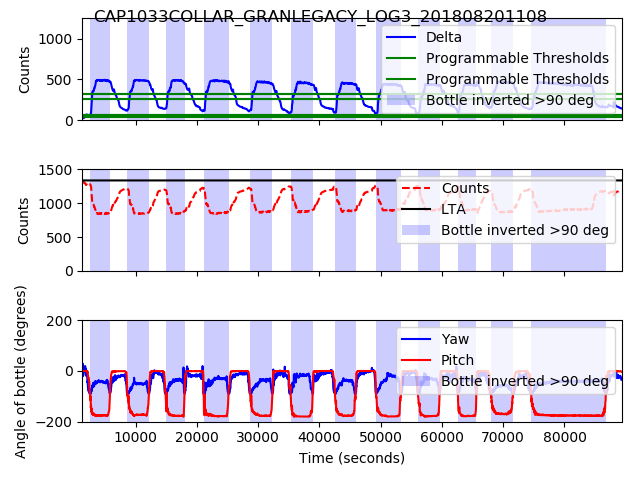 CAP1033COLLAR_GRANLEGACY_LOG3_201808201108
1000
500
0
Counts
Delta
Programmable Thresholds
Programmable Thresholds
Bottle inverted >90 deg
1500
1000
500
0
Counts
Counts
LTA
Bottle inverted >90 deg
200
0
−200
Angle of bottle (degrees)
Yaw
Pitch
Bottle inverted >90 deg
10000 20000 30000 40000 50000 60000 70000 80000
Time (seconds)